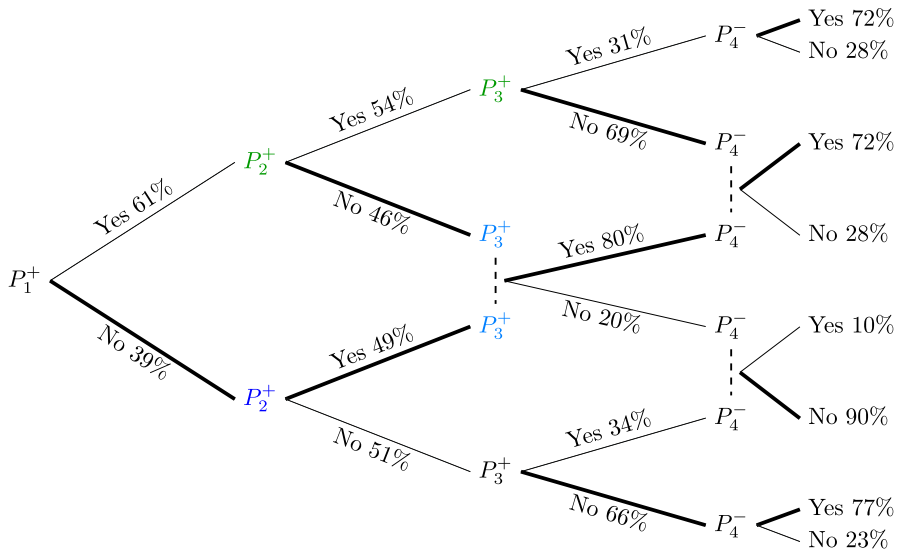 Yes 72%
P₄⁻
Yes 31%
No 28%
P₃⁺
Yes 54%
No 69%
P₄⁻
Yes 72%
P₂⁺
Yes 61%
No 46%
P₃⁺
Yes 80%
P₄⁻
No 28%
P₁⁺
No 39%
Yes 49%
P₃⁺
No 20%
P₄⁻
Yes 10%
P₂⁺
No 51%
Yes 34%
P₄⁻
No 90%
P₃⁺
No 66%
P₄⁻
Yes 77%
No 23%